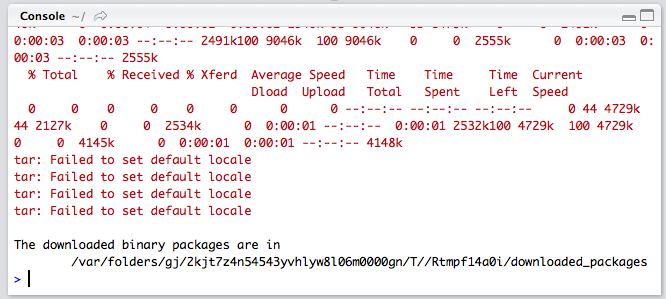 Console ~/
0:00:03  0:00:03 --:--:-- 2491k100 9046k  100 9046k    0     0  2555k      0  0:00:03  0:
00:03 --:--:-- 2555k
  % Total    % Received % Xferd  Average Speed   Time    Time     Time  Current
                                 Dload  Upload   Total   Spent    Left  Speed
  0     0    0     0    0     0      0      0 --:--:-- --:--:-- --:--:--     0 44 4729k
44 2127k    0     0  2534k      0  0:00:01 --:--:--  0:00:01 2532k100 4729k  100 4729k
0     0  4145k      0  0:00:01  0:00:01 --:--:-- 4148k
tar: Failed to set default locale
tar: Failed to set default locale
tar: Failed to set default locale
tar: Failed to set default locale
The downloaded binary packages are in
/var/folders/gj/2kjt7z4n54543yvhlyw8l06m0000gn/T//Rtmpf14a0i/downloaded_packages
>